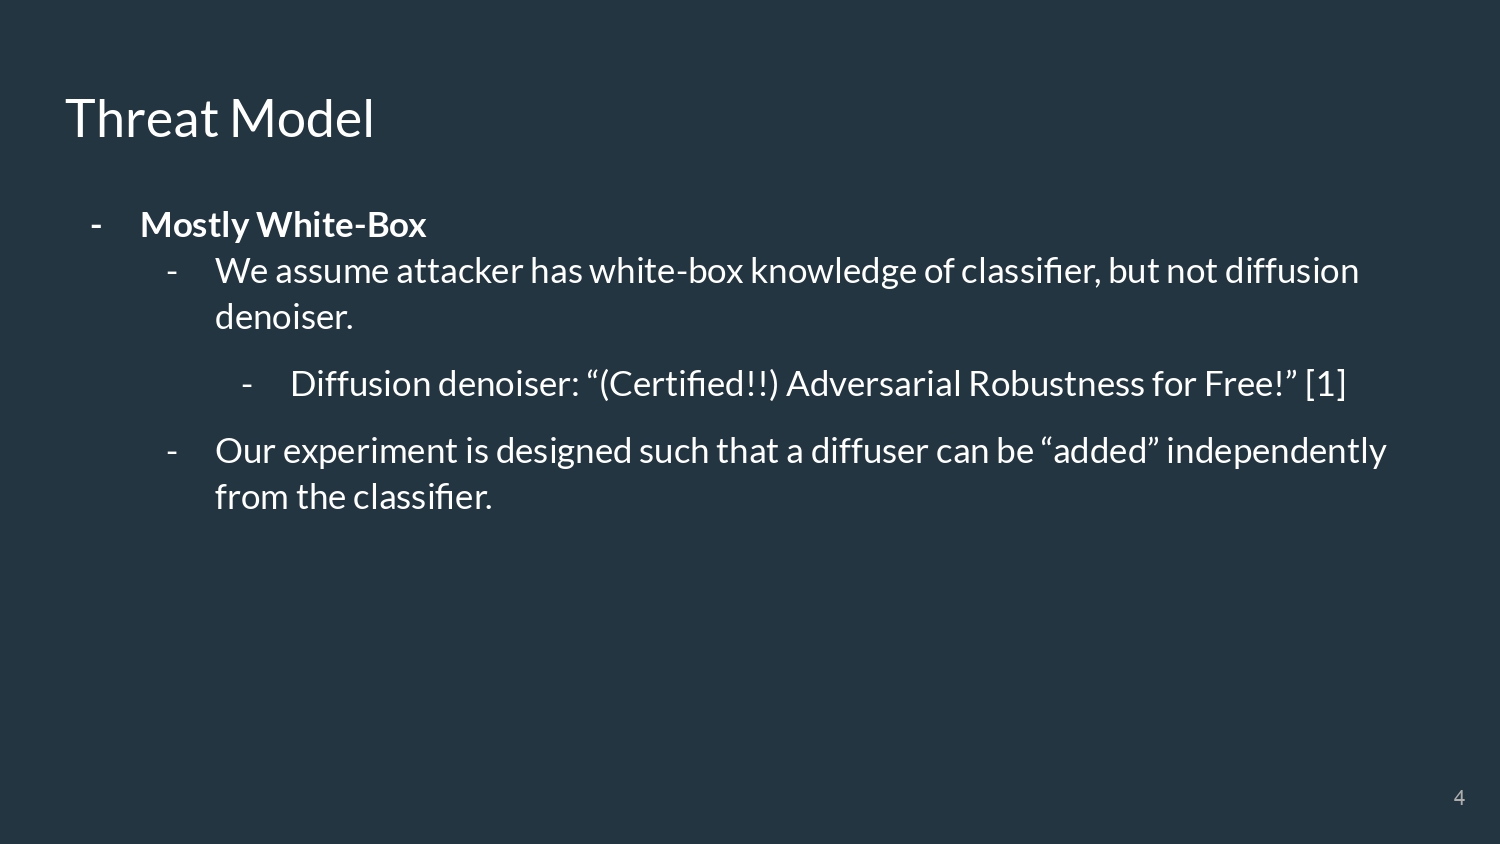 Threat Model
- Mostly White-Box
- We assume attacker has white-box knowledge of classifier, but not diffusion
denoiser.
- Diffusion denoiser: “(Certified!!) Adversarial Robustness for Free!” [1]
- Our experiment is designed such that a diffuser can be “added” independently
from the classifier.
4